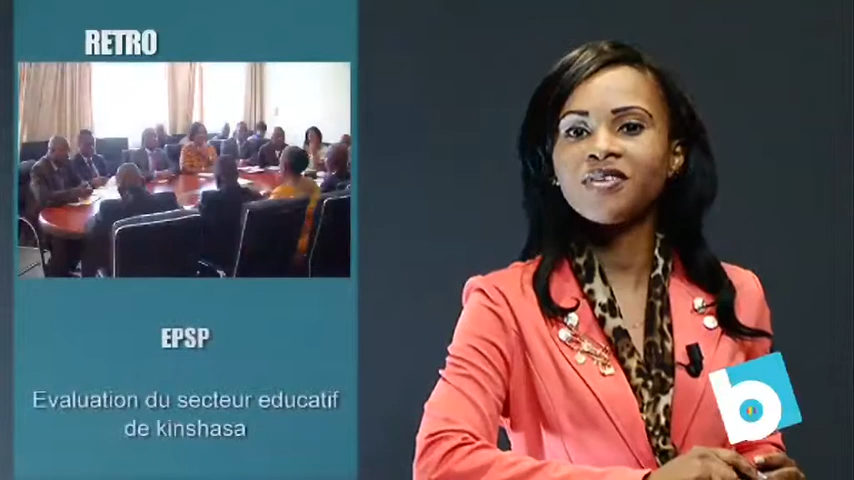 RETRO
EPSP
Evaluation du secteur educatif
de kinshasa
b